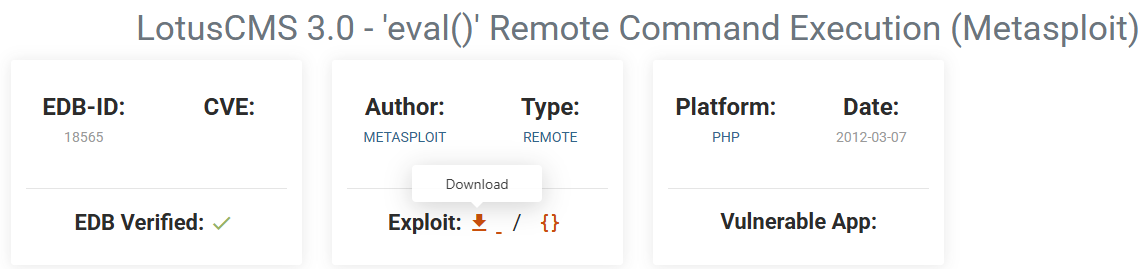 LotusCMS 3.0 - 'eval()' Remote Command Execution (Metasploit)
EDB-ID: CVE:
18565
Author: Type:
METASPLOIT REMOTE
Platform: Date:
PHP 2012-03-07
Download
EDB Verified:
Exploit: / {}
Vulnerable App: